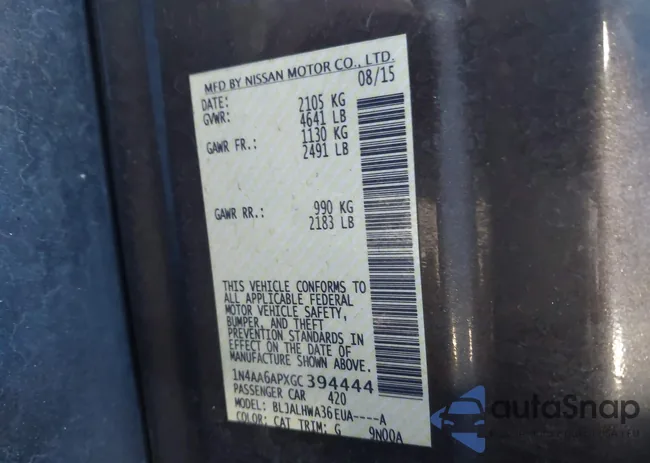 MFD BY NISSAN MOTOR CO., LTD.
DATE: 08/15
GVWR: 2105 KG
4641 LB
GAWR FR.: 1130 KG
2491 LB
GAWR RR.: 990 KG
2183 LB
THIS VEHICLE CONFORMS TO
ALL APPLICABLE FEDERAL
MOTOR VEHICLE SAFETY,
BUMPER, AND THEFT
PREVENTION STANDARDS IN
EFFECT ON THE DATE OF
MANUFACTURE SHOWN ABOVE.
1N4AA6APXGC394444
PASSENGER CAR 420
MODEL: BLJALHWA36EUA----A
COLOR: CAT TRIM: G 9N00A
autoSnap